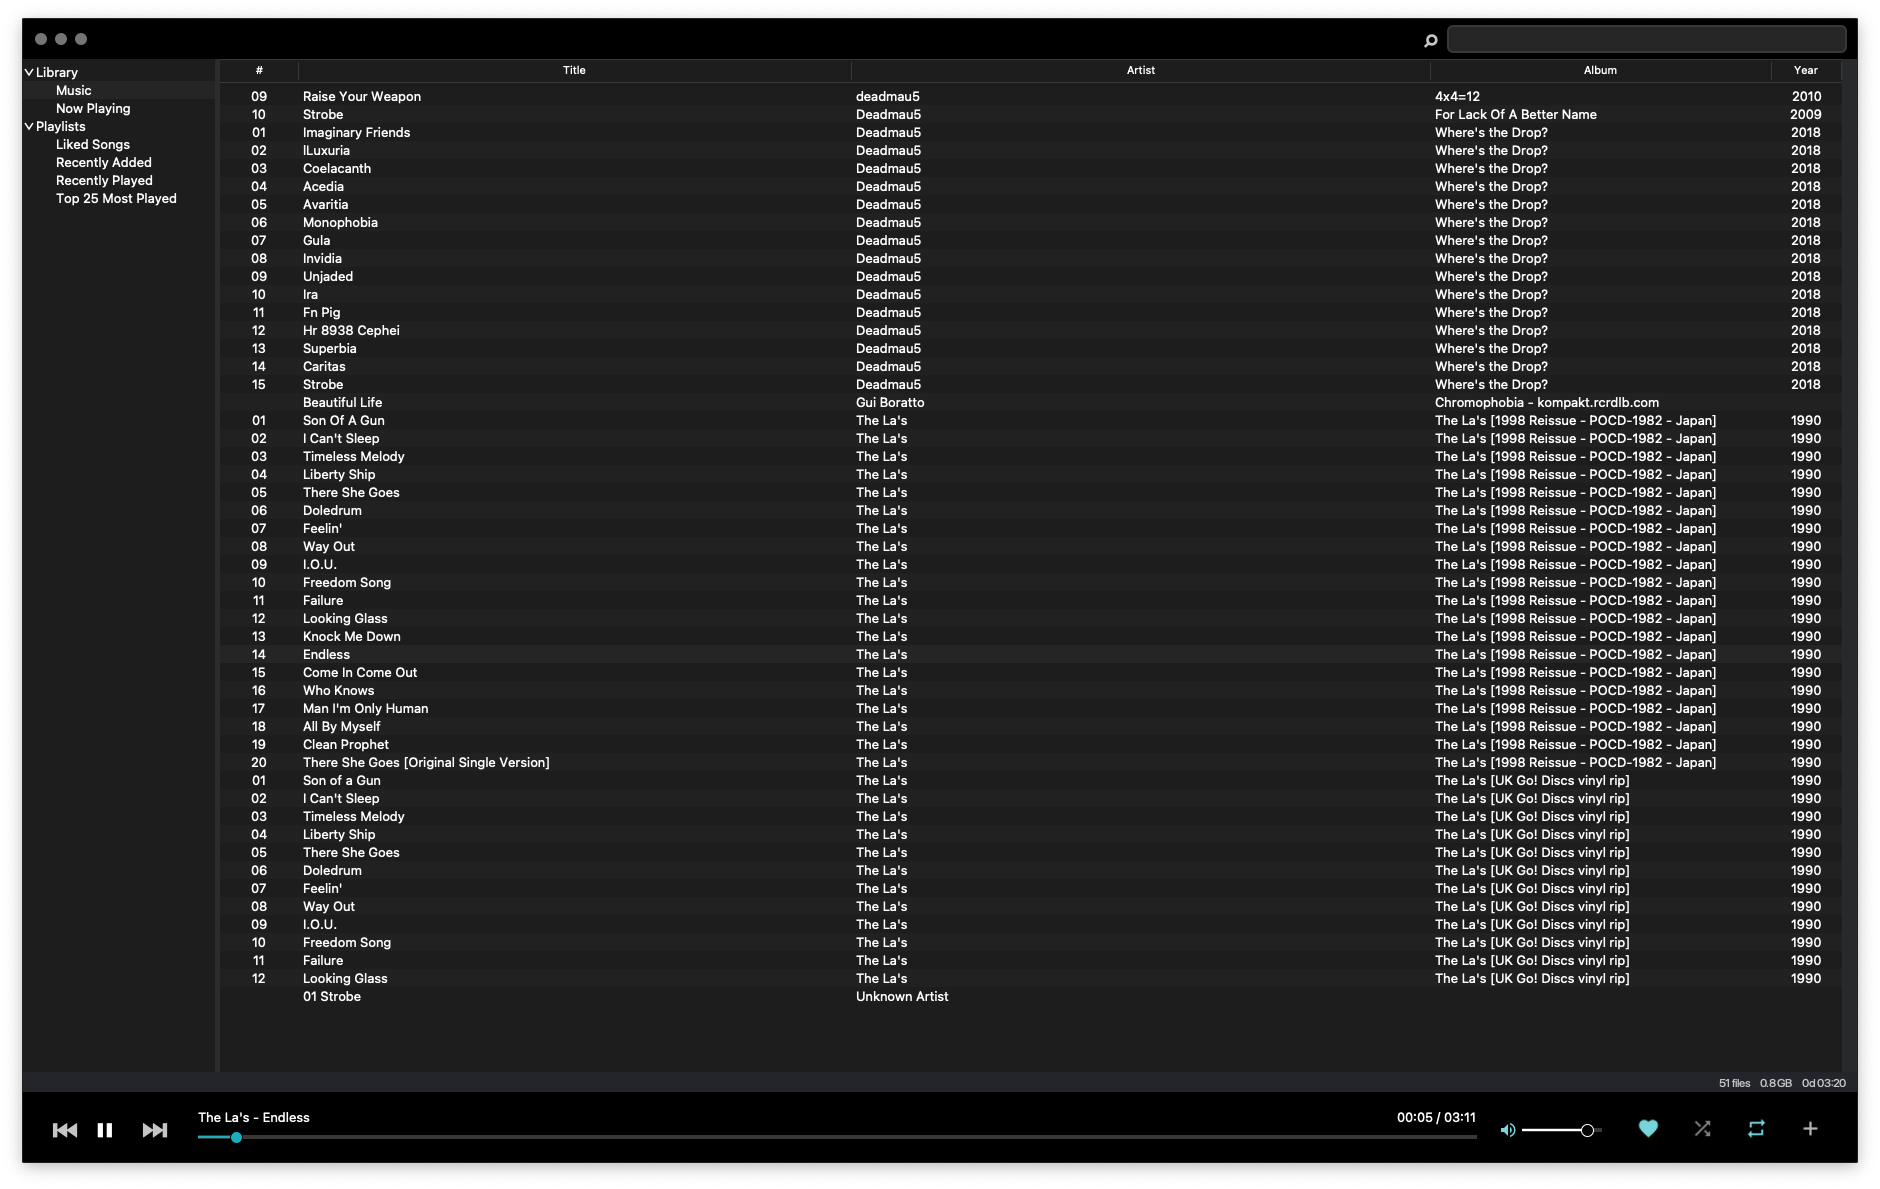 Library
Music
Now Playing
Playlists
Liked Songs
Recently Added
Recently Played
Top 25 Most Played
# Title Artist Album Year
09 Raise Your Weapon deadmau5 4x4=12 2010
10 Strobe Deadmau5 For Lack Of A Better Name 2009
01 Imaginary Friends Deadmau5 Where's the Drop? 2018
02 ILuxuria Deadmau5 Where's the Drop? 2018
03 Coelacanth Deadmau5 Where's the Drop? 2018
04 Acedia Deadmau5 Where's the Drop? 2018
05 Avaritia Deadmau5 Where's the Drop? 2018
06 Monophobia Deadmau5 Where's the Drop? 2018
07 Gula Deadmau5 Where's the Drop? 2018
08 Invidia Deadmau5 Where's the Drop? 2018
09 Unjaded Deadmau5 Where's the Drop? 2018
10 Ira Deadmau5 Where's the Drop? 2018
11 Fn Pig Deadmau5 Where's the Drop? 2018
12 Hr 8938 Cephei Deadmau5 Where's the Drop? 2018
13 Superbia Deadmau5 Where's the Drop? 2018
14 Caritas Deadmau5 Where's the Drop? 2018
15 Strobe Deadmau5 Where's the Drop? 2018
Beautiful Life Gui Boratto Chromophobia - kompakt.rcrdlb.com
01 Son Of A Gun The La's The La's [1998 Reissue - POCD-1982 - Japan] 1990
02 I Can't Sleep The La's The La's [1998 Reissue - POCD-1982 - Japan] 1990
03 Timeless Melody The La's The La's [1998 Reissue - POCD-1982 - Japan] 1990
04 Liberty Ship The La's The La's [1998 Reissue - POCD-1982 - Japan] 1990
05 There She Goes The La's The La's [1998 Reissue - POCD-1982 - Japan] 1990
06 Doledrum The La's The La's [1998 Reissue - POCD-1982 - Japan] 1990
07 Feelin' The La's The La's [1998 Reissue - POCD-1982 - Japan] 1990
08 Way Out The La's The La's [1998 Reissue - POCD-1982 - Japan] 1990
09 I.O.U. The La's The La's [1998 Reissue - POCD-1982 - Japan] 1990
10 Freedom Song The La's The La's [1998 Reissue - POCD-1982 - Japan] 1990
11 Failure The La's The La's [1998 Reissue - POCD-1982 - Japan] 1990
12 Looking Glass The La's The La's [1998 Reissue - POCD-1982 - Japan] 1990
13 Knock Me Down The La's The La's [1998 Reissue - POCD-1982 - Japan] 1990
14 Endless The La's The La's [1998 Reissue - POCD-1982 - Japan] 1990
15 Come In Come Out The La's The La's [1998 Reissue - POCD-1982 - Japan] 1990
16 Who Knows The La's The La's [1998 Reissue - POCD-1982 - Japan] 1990
17 Man I'm Only Human The La's The La's [1998 Reissue - POCD-1982 - Japan] 1990
18 All By Myself The La's The La's [1998 Reissue - POCD-1982 - Japan] 1990
19 Clean Prophet The La's The La's [1998 Reissue - POCD-1982 - Japan] 1990
20 There She Goes [Original Single Version] The La's The La's [1998 Reissue - POCD-1982 - Japan] 1990
01 Son of a Gun The La's The La's [UK Go! Discs vinyl rip] 1990
02 I Can't Sleep The La's The La's [UK Go! Discs vinyl rip] 1990
03 Timeless Melody The La's The La's [UK Go! Discs vinyl rip] 1990
04 Liberty Ship The La's The La's [UK Go! Discs vinyl rip] 1990
05 There She Goes The La's The La's [UK Go! Discs vinyl rip] 1990
06 Doledrum The La's The La's [UK Go! Discs vinyl rip] 1990
07 Feelin' The La's The La's [UK Go! Discs vinyl rip] 1990
08 Way Out The La's The La's [UK Go! Discs vinyl rip] 1990
09 I.O.U. The La's The La's [UK Go! Discs vinyl rip] 1990
10 Freedom Song The La's The La's [UK Go! Discs vinyl rip] 1990
11 Failure The La's The La's [UK Go! Discs vinyl rip] 1990
12 Looking Glass The La's The La's [UK Go! Discs vinyl rip] 1990
01 Strobe Unknown Artist
51 files 0.8 GB 0d 03:20
The La's - Endless 00:05 / 03:11